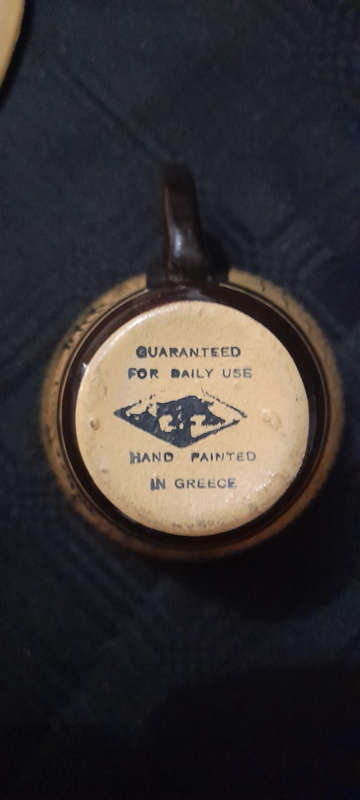 GUARANTEED
FOR DAILY USE
HAND PAINTED
IN GREECE